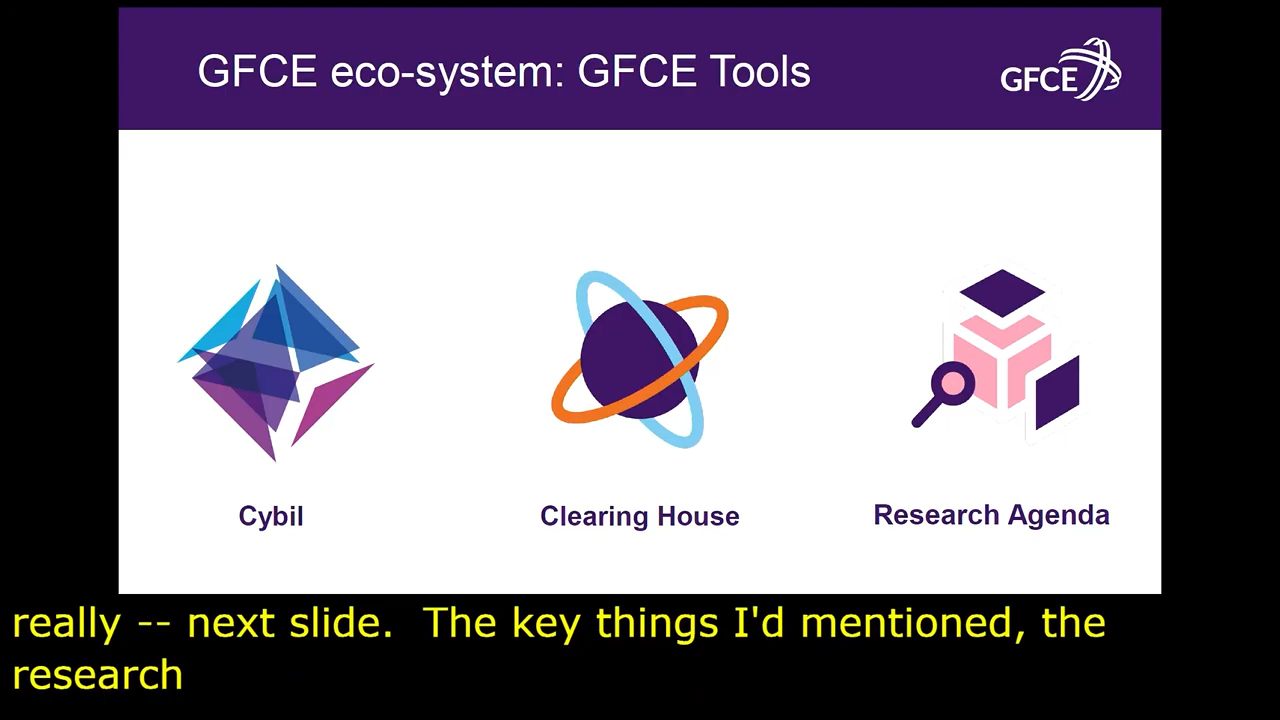 GFCE eco-system: GFCE Tools
GFCE
Cybil
Clearing House
Research Agenda
really -- next slide.  The key things I'd mentioned, the
research